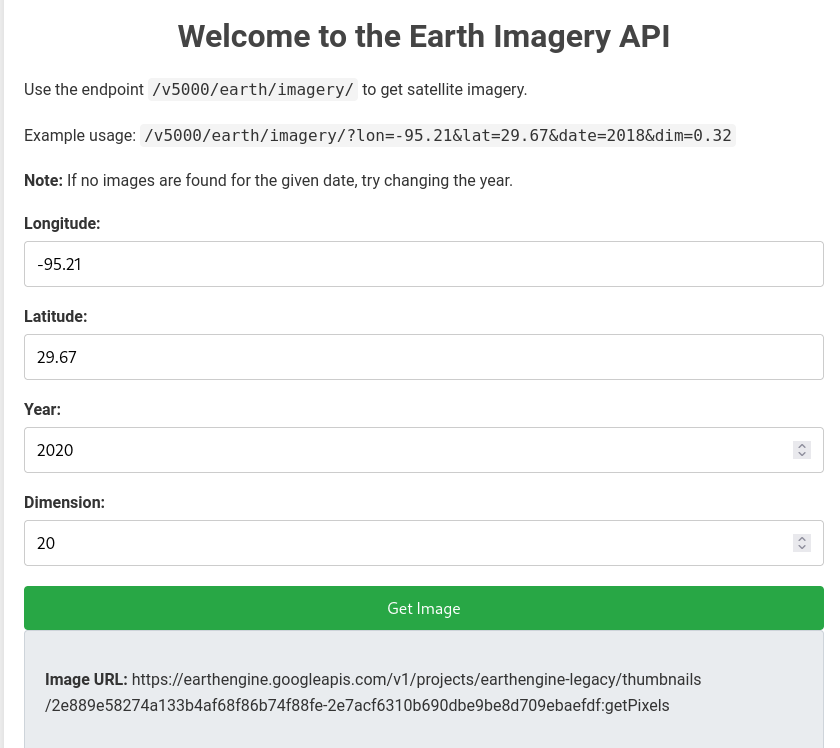 Welcome to the Earth Imagery API
Use the endpoint /v5000/earth/imagery/ to get satellite imagery.
Example usage: /v5000/earth/imagery/?lon=-95.21&lat=29.67&date=2018&dim=0.32
Note: If no images are found for the given date, try changing the year.
Longitude:
-95.21
Latitude:
29.67
Year:
2020
Dimension:
20
Get Image
Image URL: https://earthengine.googleapis.com/v1/projects/earthengine-legacy/thumbnails
/2e889e58274a133b4af68f86b74f88fe-2e7acf6310b690dbe9be8d709ebaefdf:getPixels